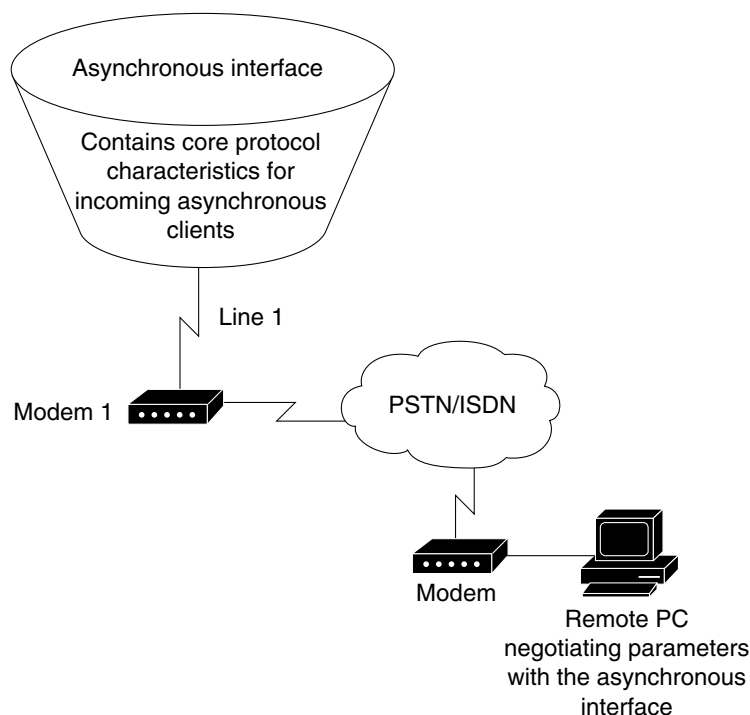 Asynchronous interface
Contains core protocol
characteristics for
incoming asynchronous
clients
Line 1
Modem 1
PSTN/ISDN
Modem
Remote PC
negotiating parameters
with the asynchronous
interface